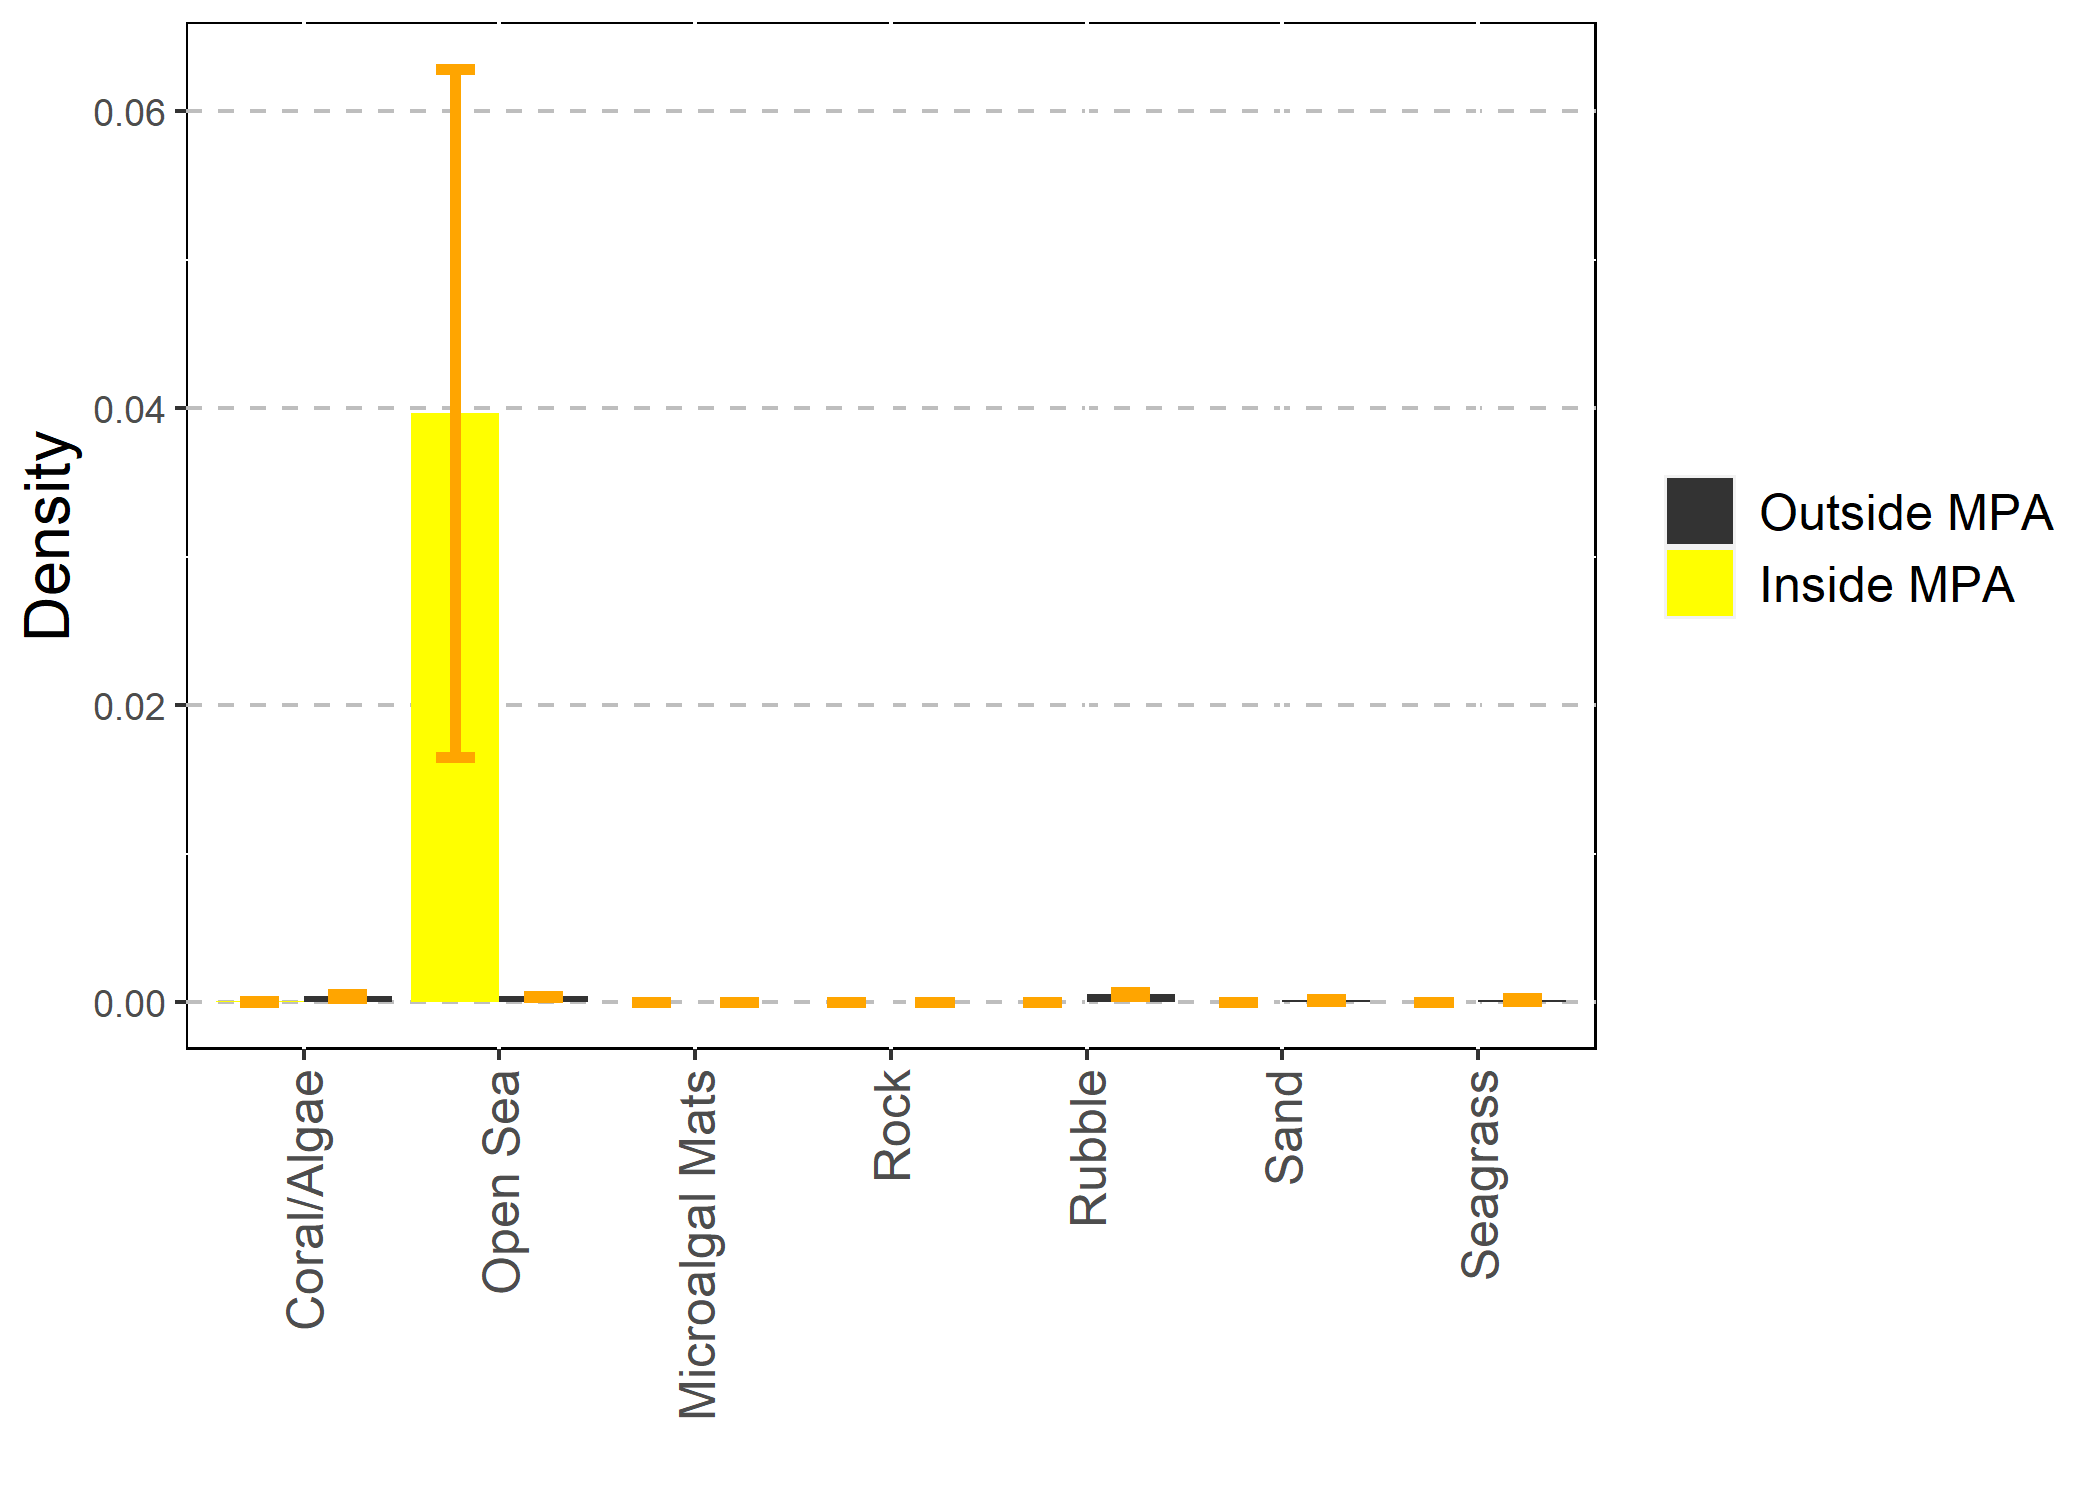 Density
0.06
0.04
0.02
0.00
Coral/Algae
Open Sea
Microalgal Mats
Rock
Rubble
Sand
Seagrass
Outside MPA
Inside MPA